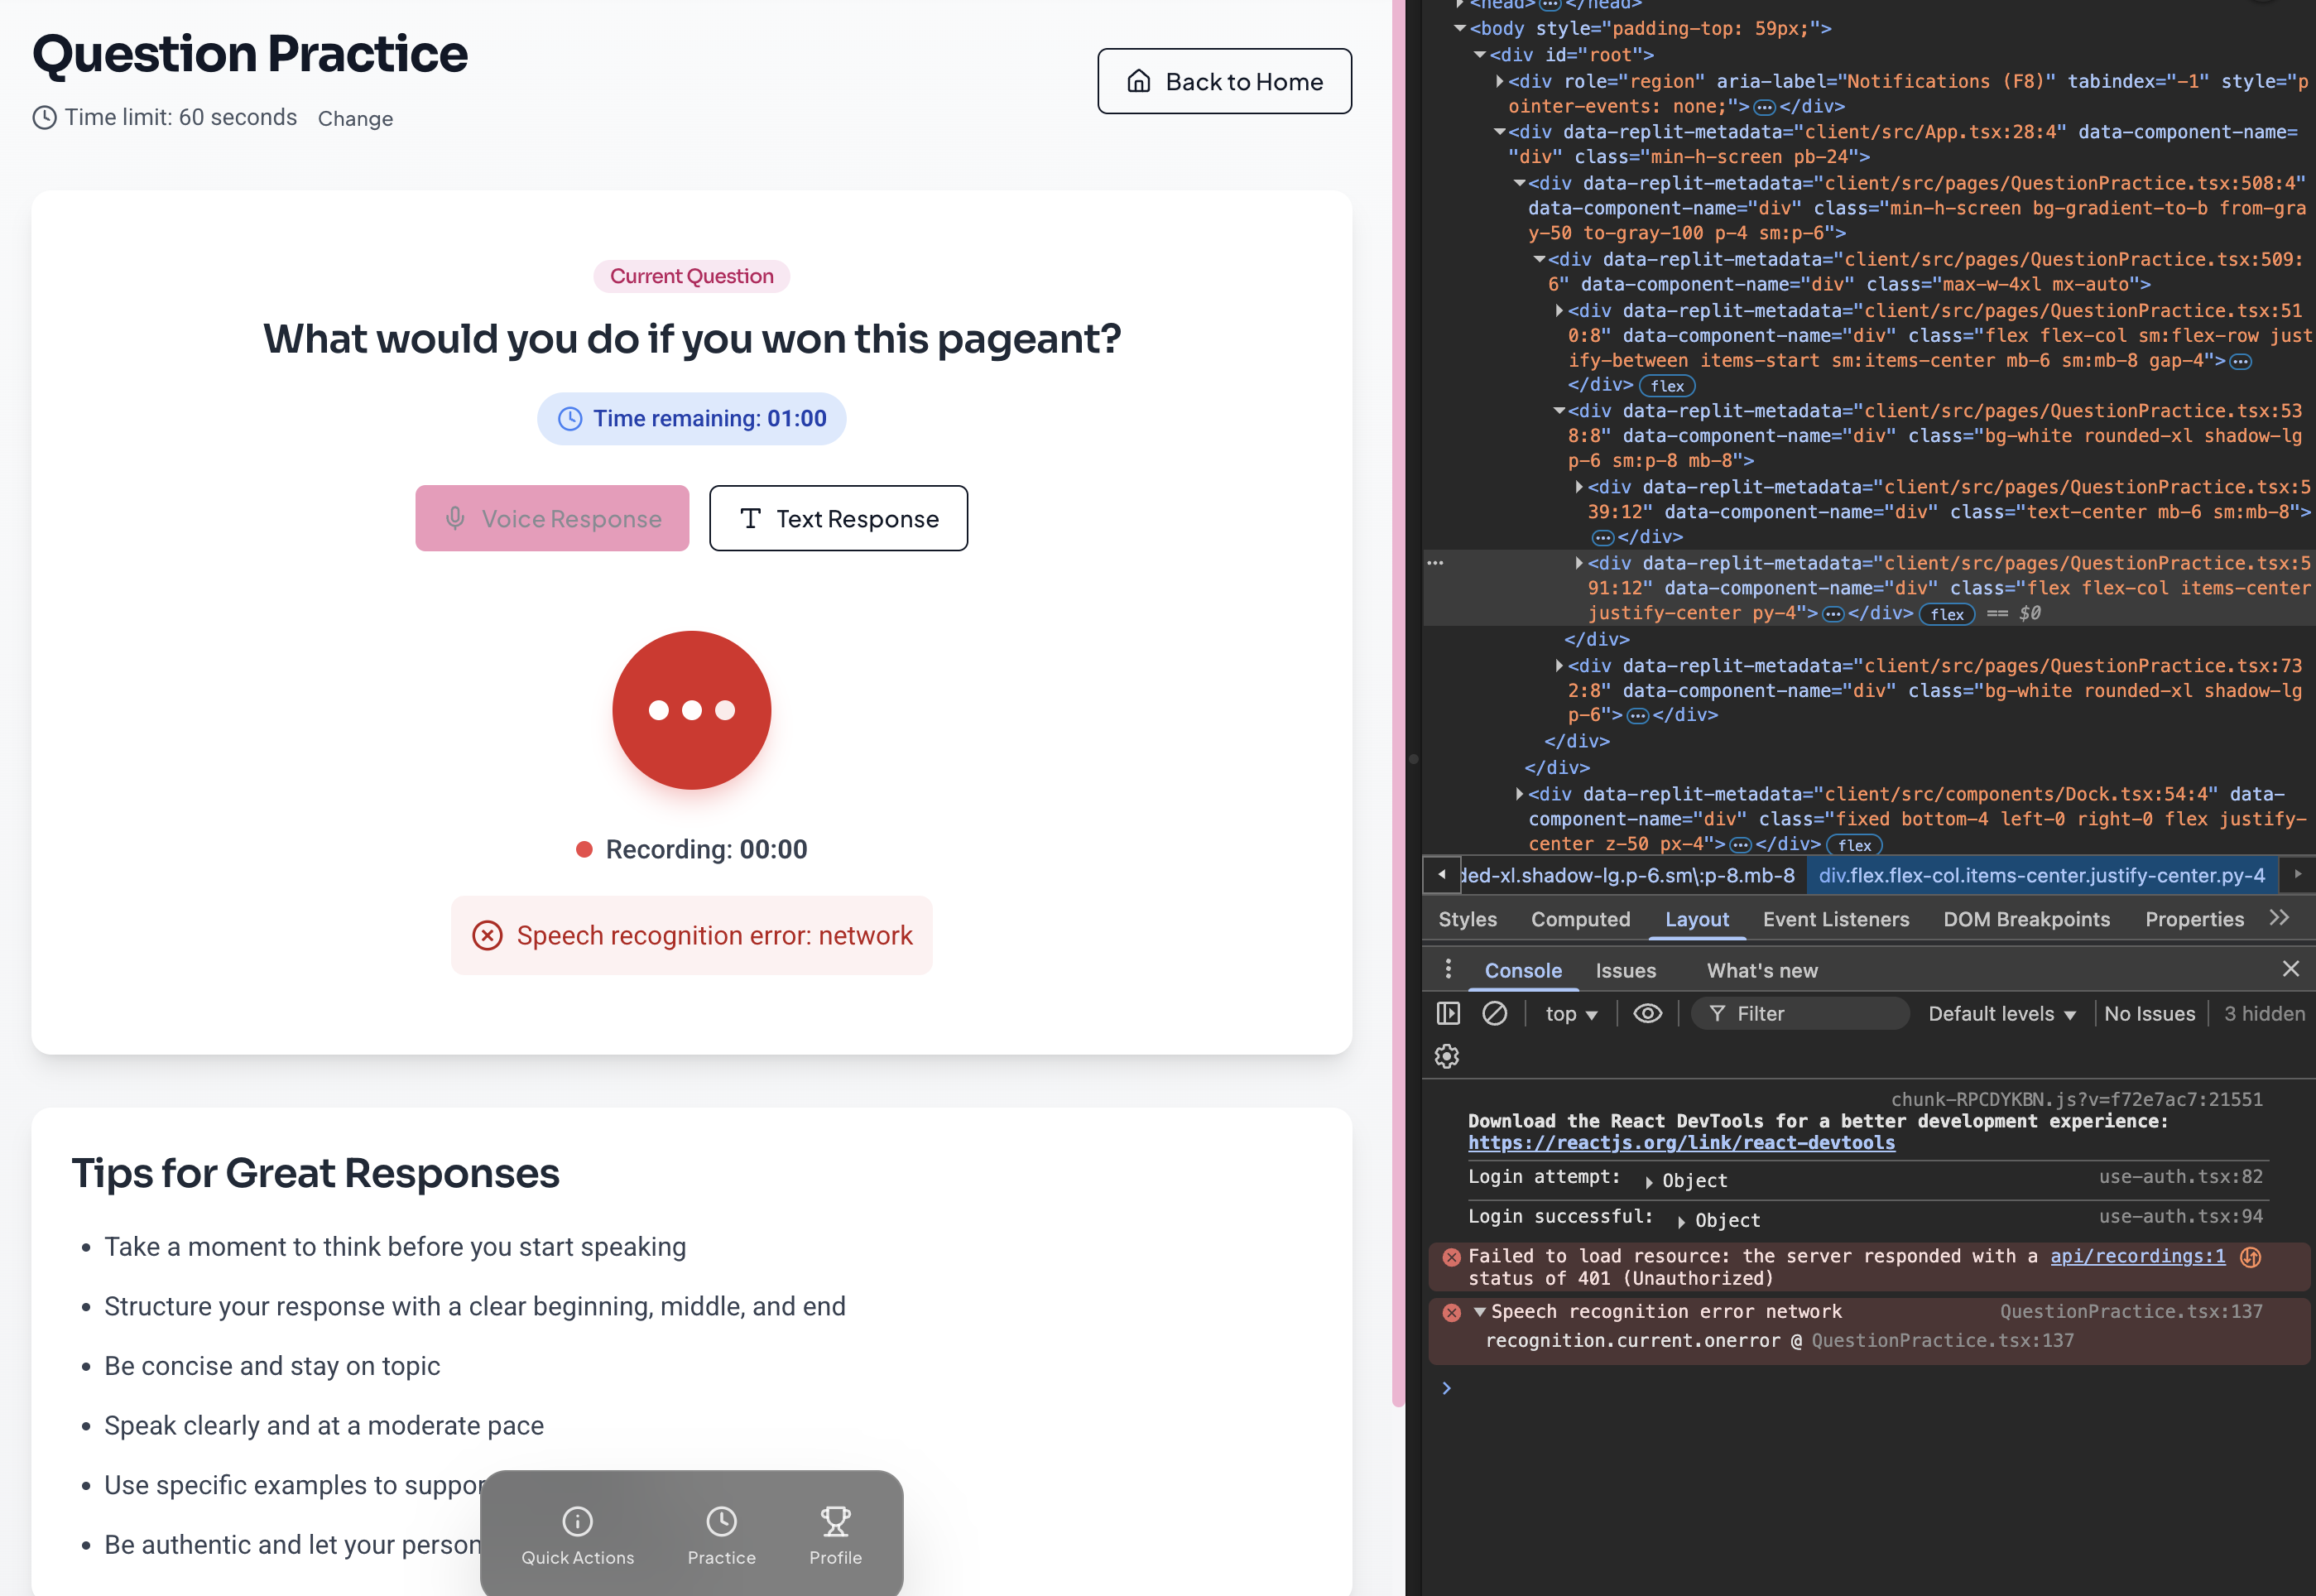 Question Practice
Time limit: 60 seconds Change
Back to Home
Current Question
What would you do if you won this pageant?
Time remaining: 01:00
Voice Response
Text Response
Recording: 00:00
Speech recognition error: network
Tips for Great Responses
• Take a moment to think before you start speaking
• Structure your response with a clear beginning, middle, and end
• Be concise and stay on topic
• Speak clearly and at a moderate pace
• Use specific examples to suppor
• Be authentic and let your person
Quick Actions
Practice
Profile
<head>…</head>
<body style="padding-top: 59px;">
<div id="root">
<div role="region" aria-label="Notifications (F8)" tabindex="-1" style="p
ointer-events: none;">…</div>
<div data-replit-metadata="client/src/App.tsx:28:4" data-component-name=
"div" class="min-h-screen pb-24">
<div data-replit-metadata="client/src/pages/QuestionPractice.tsx:508:4"
data-component-name="div" class="min-h-screen bg-gradient-to-b from-gra
y-50 to-gray-100 p-4 sm:p-6">
<div data-replit-metadata="client/src/pages/QuestionPractice.tsx:509:
6" data-component-name="div" class="max-w-4xl mx-auto">
<div data-replit-metadata="client/src/pages/QuestionPractice.tsx:51
0:8" data-component-name="div" class="flex flex-col sm:flex-row just
ify-between items-start sm:items-center mb-6 sm:mb-8 gap-4">…
</div> flex
<div data-replit-metadata="client/src/pages/QuestionPractice.tsx:53
8:8" data-component-name="div" class="bg-white rounded-xl shadow-lg
p-6 sm:p-8 mb-8">
<div data-replit-metadata="client/src/pages/QuestionPractice.tsx:5
39:12" data-component-name="div" class="text-center mb-6 sm:mb-8">
…</div>
<div data-replit-metadata="client/src/pages/QuestionPractice.tsx:5
91:12" data-component-name="div" class="flex flex-col items-center
justify-center py-4">…</div> flex == $0
</div>
<div data-replit-metadata="client/src/pages/QuestionPractice.tsx:73
2:8" data-component-name="div" class="bg-white rounded-xl shadow-lg
p-6">…</div>
</div>
</div>
<div data-replit-metadata="client/src/components/Dock.tsx:54:4" data-
component-name="div" class="fixed bottom-4 left-0 right-0 flex justify-
center z-50 px-4">…</div> flex
ded-xl.shadow-lg.p-6.sm\:p-8.mb-8 div.flex.flex-col.items-center.justify-center.py-4
Styles Computed Layout Event Listeners DOM Breakpoints Properties
Console Issues What's new
top Filter Default levels No Issues 3 hidden
chunk-RPCDYKBN.js?v=f72e7ac7:21551
Download the React DevTools for a better development experience:
https://reactjs.org/link/react-devtools
Login attempt: Object use-auth.tsx:82
Login successful: Object use-auth.tsx:94
Failed to load resource: the server responded with a api/recordings:1
status of 401 (Unauthorized)
Speech recognition error network QuestionPractice.tsx:137
recognition.current.onerror @ QuestionPractice.tsx:137